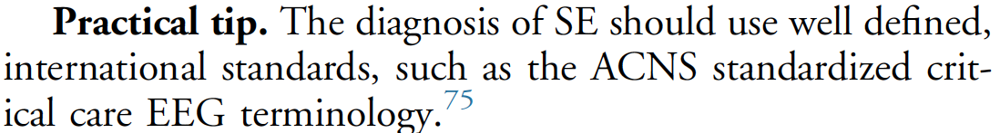 Practical tip. The diagnosis of SE should use well defined,
international standards, such as the ACNS standardized crit-
ical care EEG terminology.75